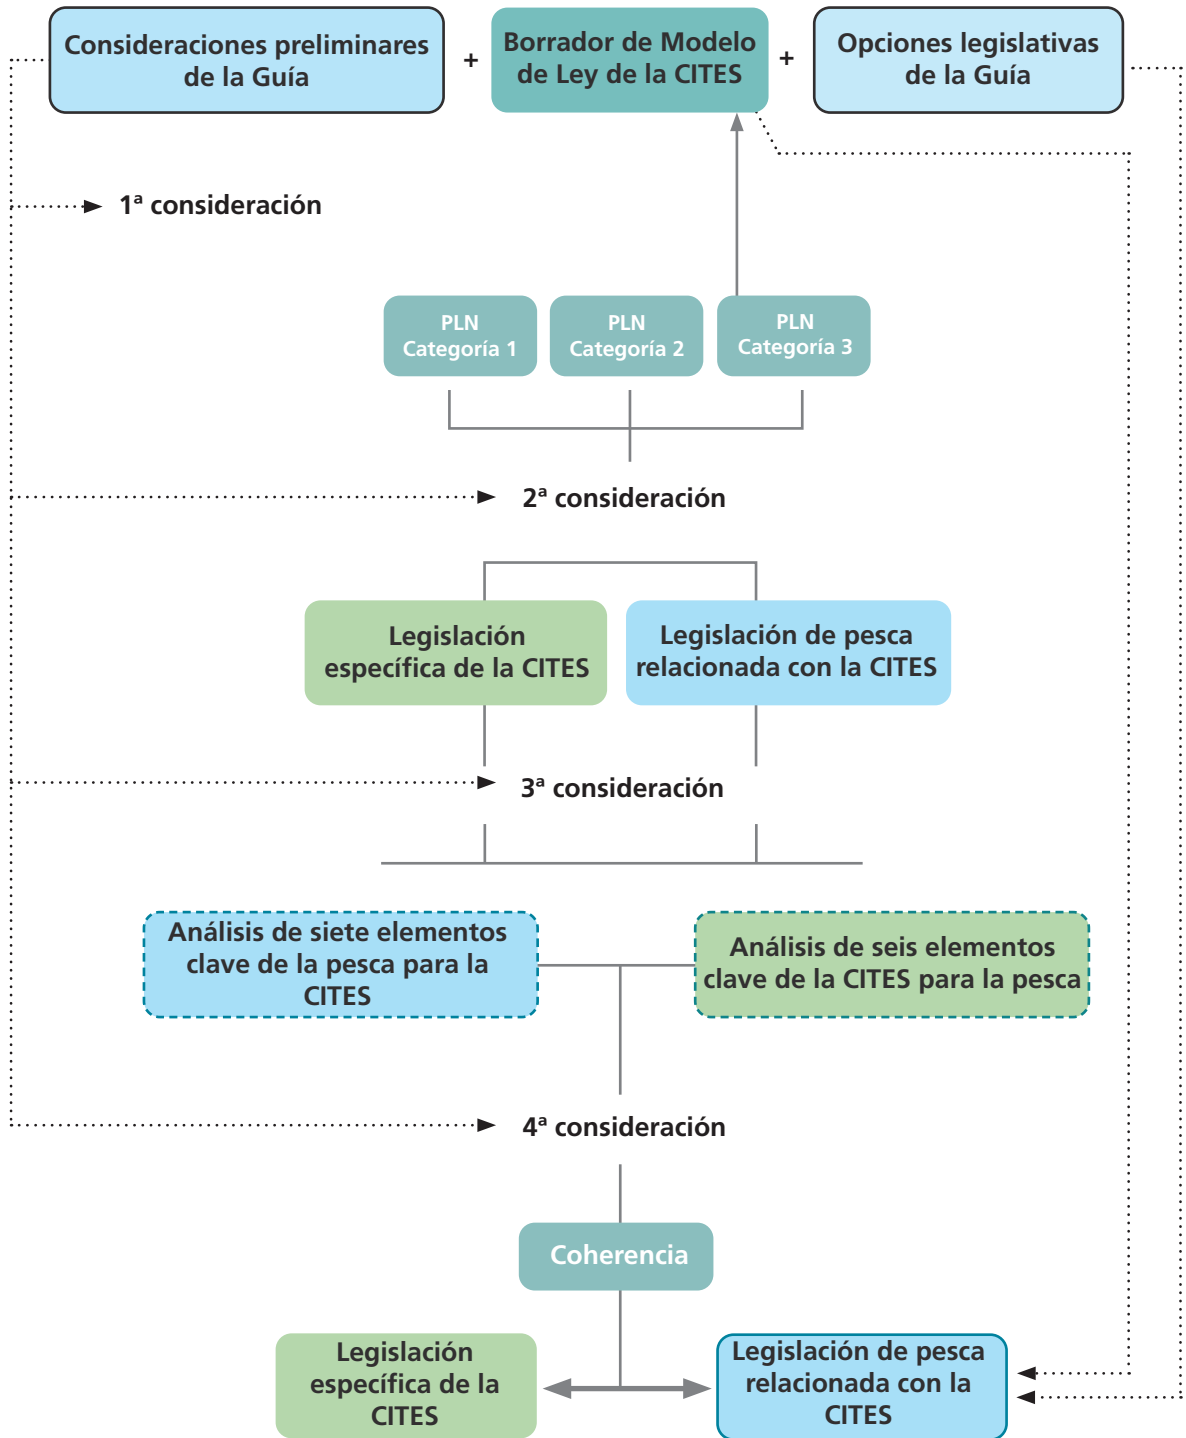 Consideraciones preliminares
de la Guía
+
Borrador de Modelo
de Ley de la CITES
+
Opciones legislativas
de la Guía
1ª consideración
PLN
Categoría 1
PLN
Categoría 2
PLN
Categoría 3
2ª consideración
Legislación
específica de la CITES
Legislación de pesca
relacionada con la CITES
3ª consideración
Análisis de siete elementos
clave de la pesca para la
CITES
Análisis de seis elementos
clave de la CITES para la pesca
4ª consideración
Coherencia
Legislación
específica de la
CITES
Legislación de pesca
relacionada con la
CITES